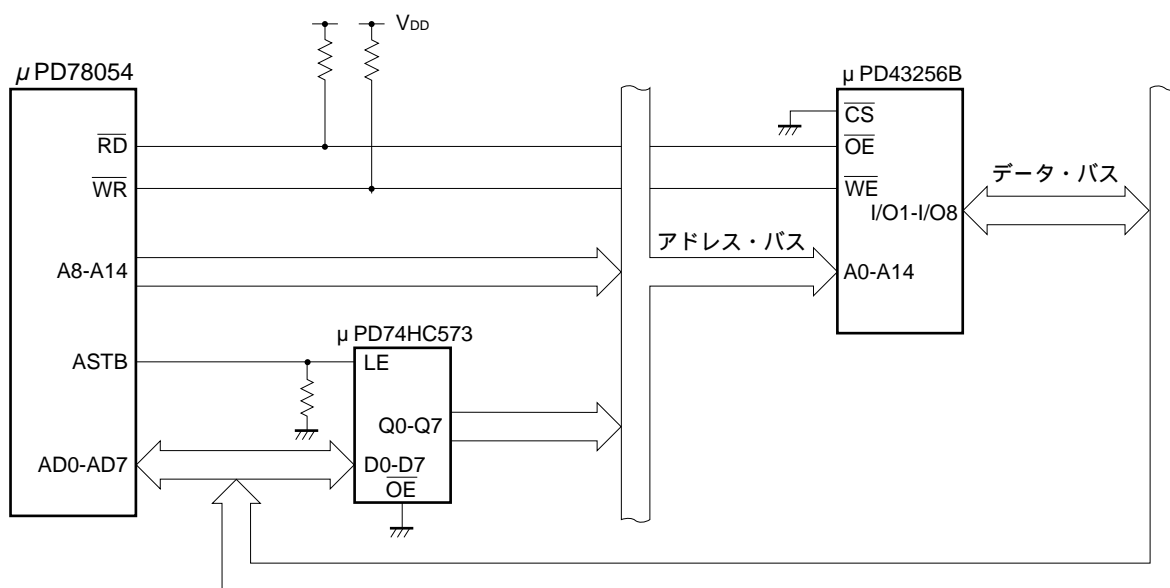 VDD
μPD78054
RD
WR
A8-A14
ASTB
AD0-AD7
μPD74HC573
LE
Q0-Q7
D0-D7
OE
アドレス・バス
μPD43256B
CS
OE
WE
I/O1-I/O8
A0-A14
データ・バス